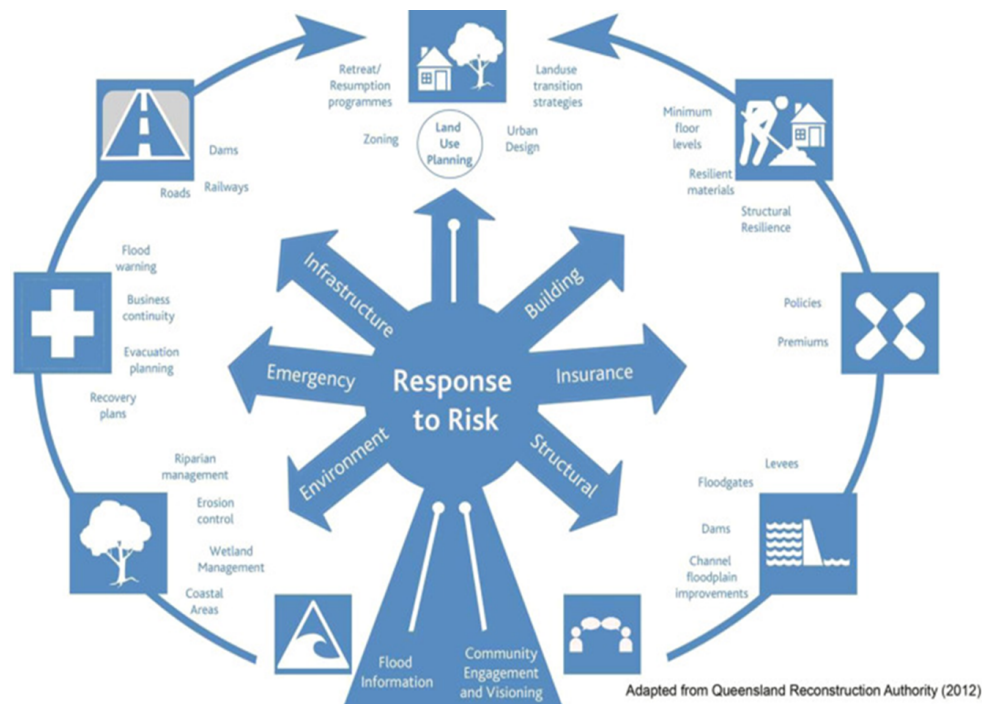 Retreat/
Resumption
programmes
Landuse
transition
strategies
Zoning
Land
Use
Planning
Urban
Design
Minimum
floor
levels
Resilient
materials
Structural
Resilience
Dams
Roads
Railways
Flood
warning
Business
continuity
Evacuation
planning
Recovery
plans
Policies
Premiums
Infrastructure
Building
Emergency
Insurance
Environment
Structural
Response
to Risk
Riparian
management
Erosion
control
Wetland
Management
Coastal
Areas
Levees
Floodgates
Dams
Channel
floodplain
improvements
Flood
Information
Community
Engagement
and Visioning
Adapted from Queensland Reconstruction Authority (2012)